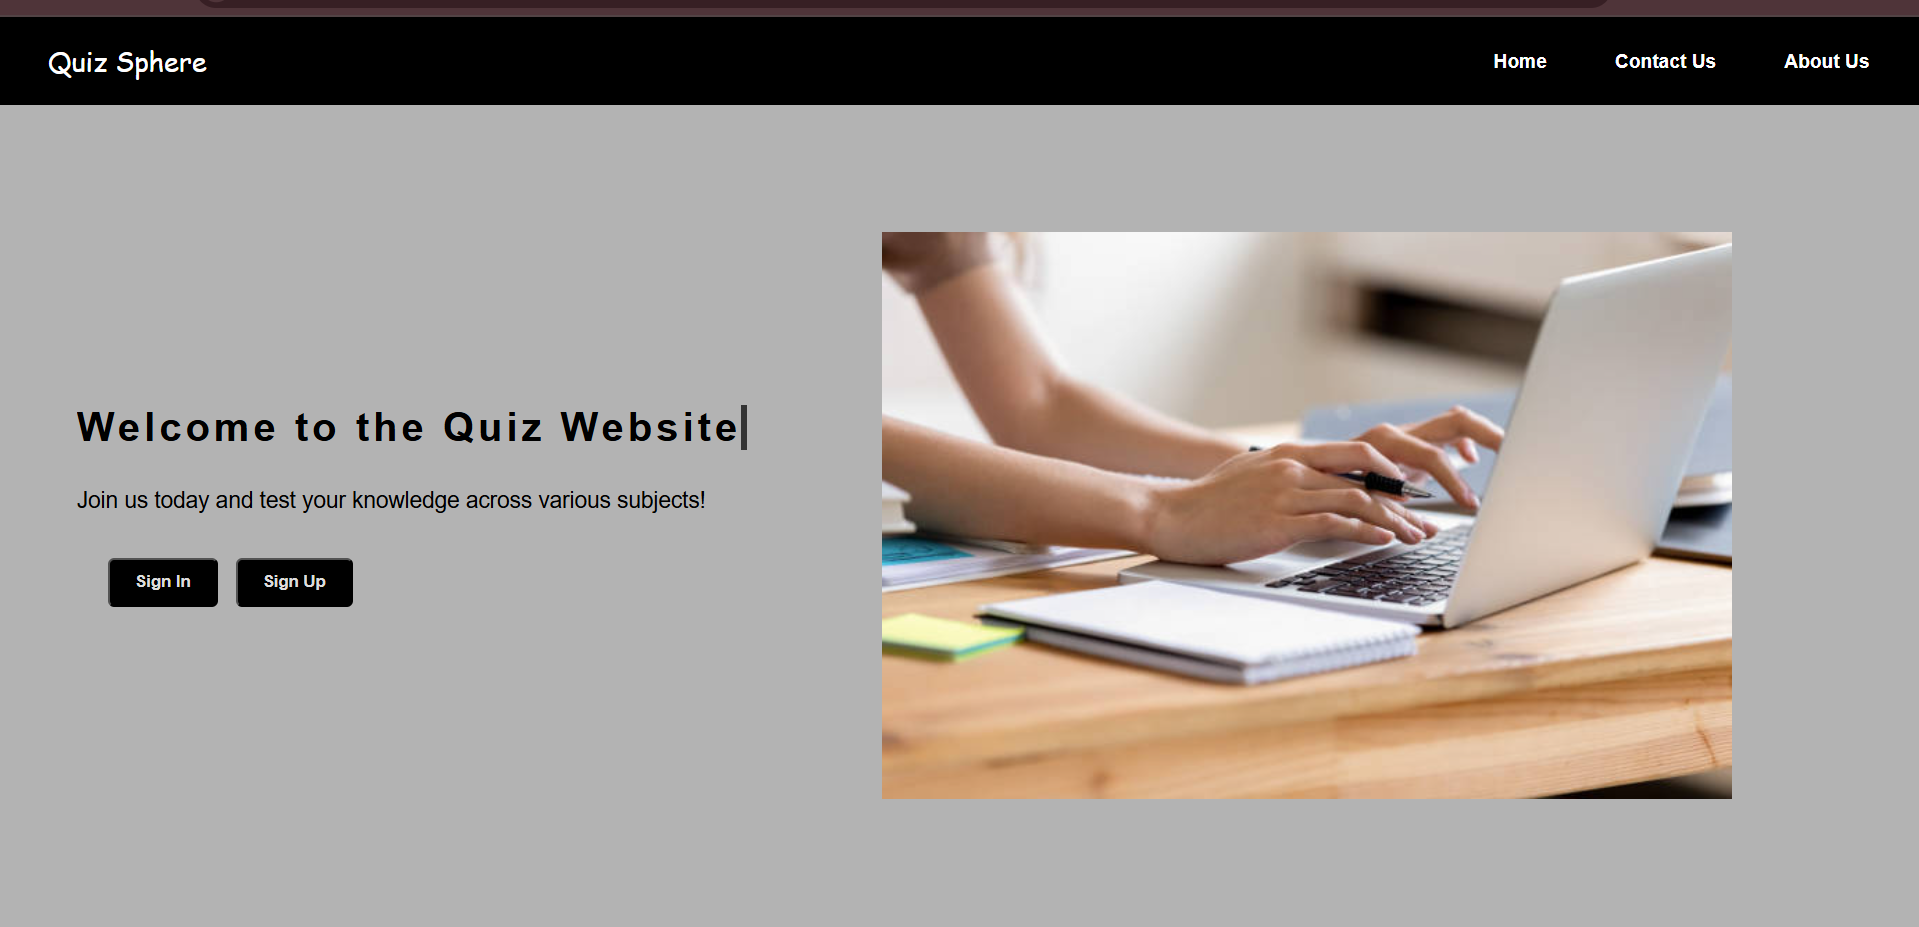 Quiz Sphere
Home Contact Us About Us
Welcome to the Quiz Website
Join us today and test your knowledge across various subjects!
Sign In Sign Up